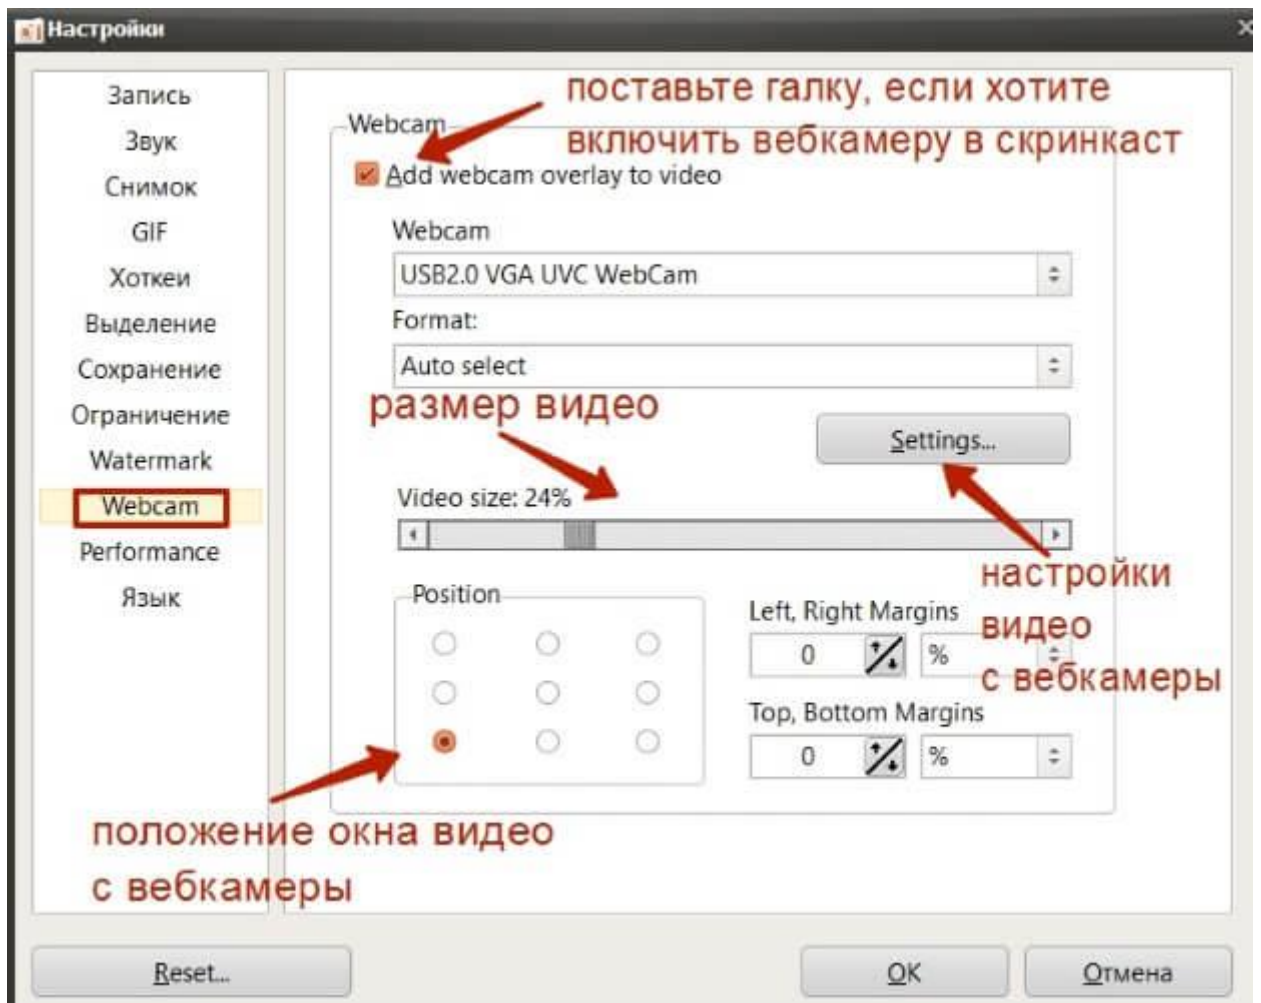 Настройки
Запись
Звук
Снимок
GIF
Хоткеи
Выделение
Сохранение
Ограничение
Watermark
Webcam
Performance
Язык
поставьте галку, если хотите
включить вебкамеру в скринкаст
Webcam
Add webcam overlay to video
Webcam
USB2.0 VGA UVC WebCam
Format:
Auto select
размер видео
Settings...
Video size: 24%
настройки
видео
с вебкамеры
Position
Left, Right Margins
0 %
Top, Bottom Margins
0 %
положение окна видео
с вебкамеры
Reset...
OK
Отмена